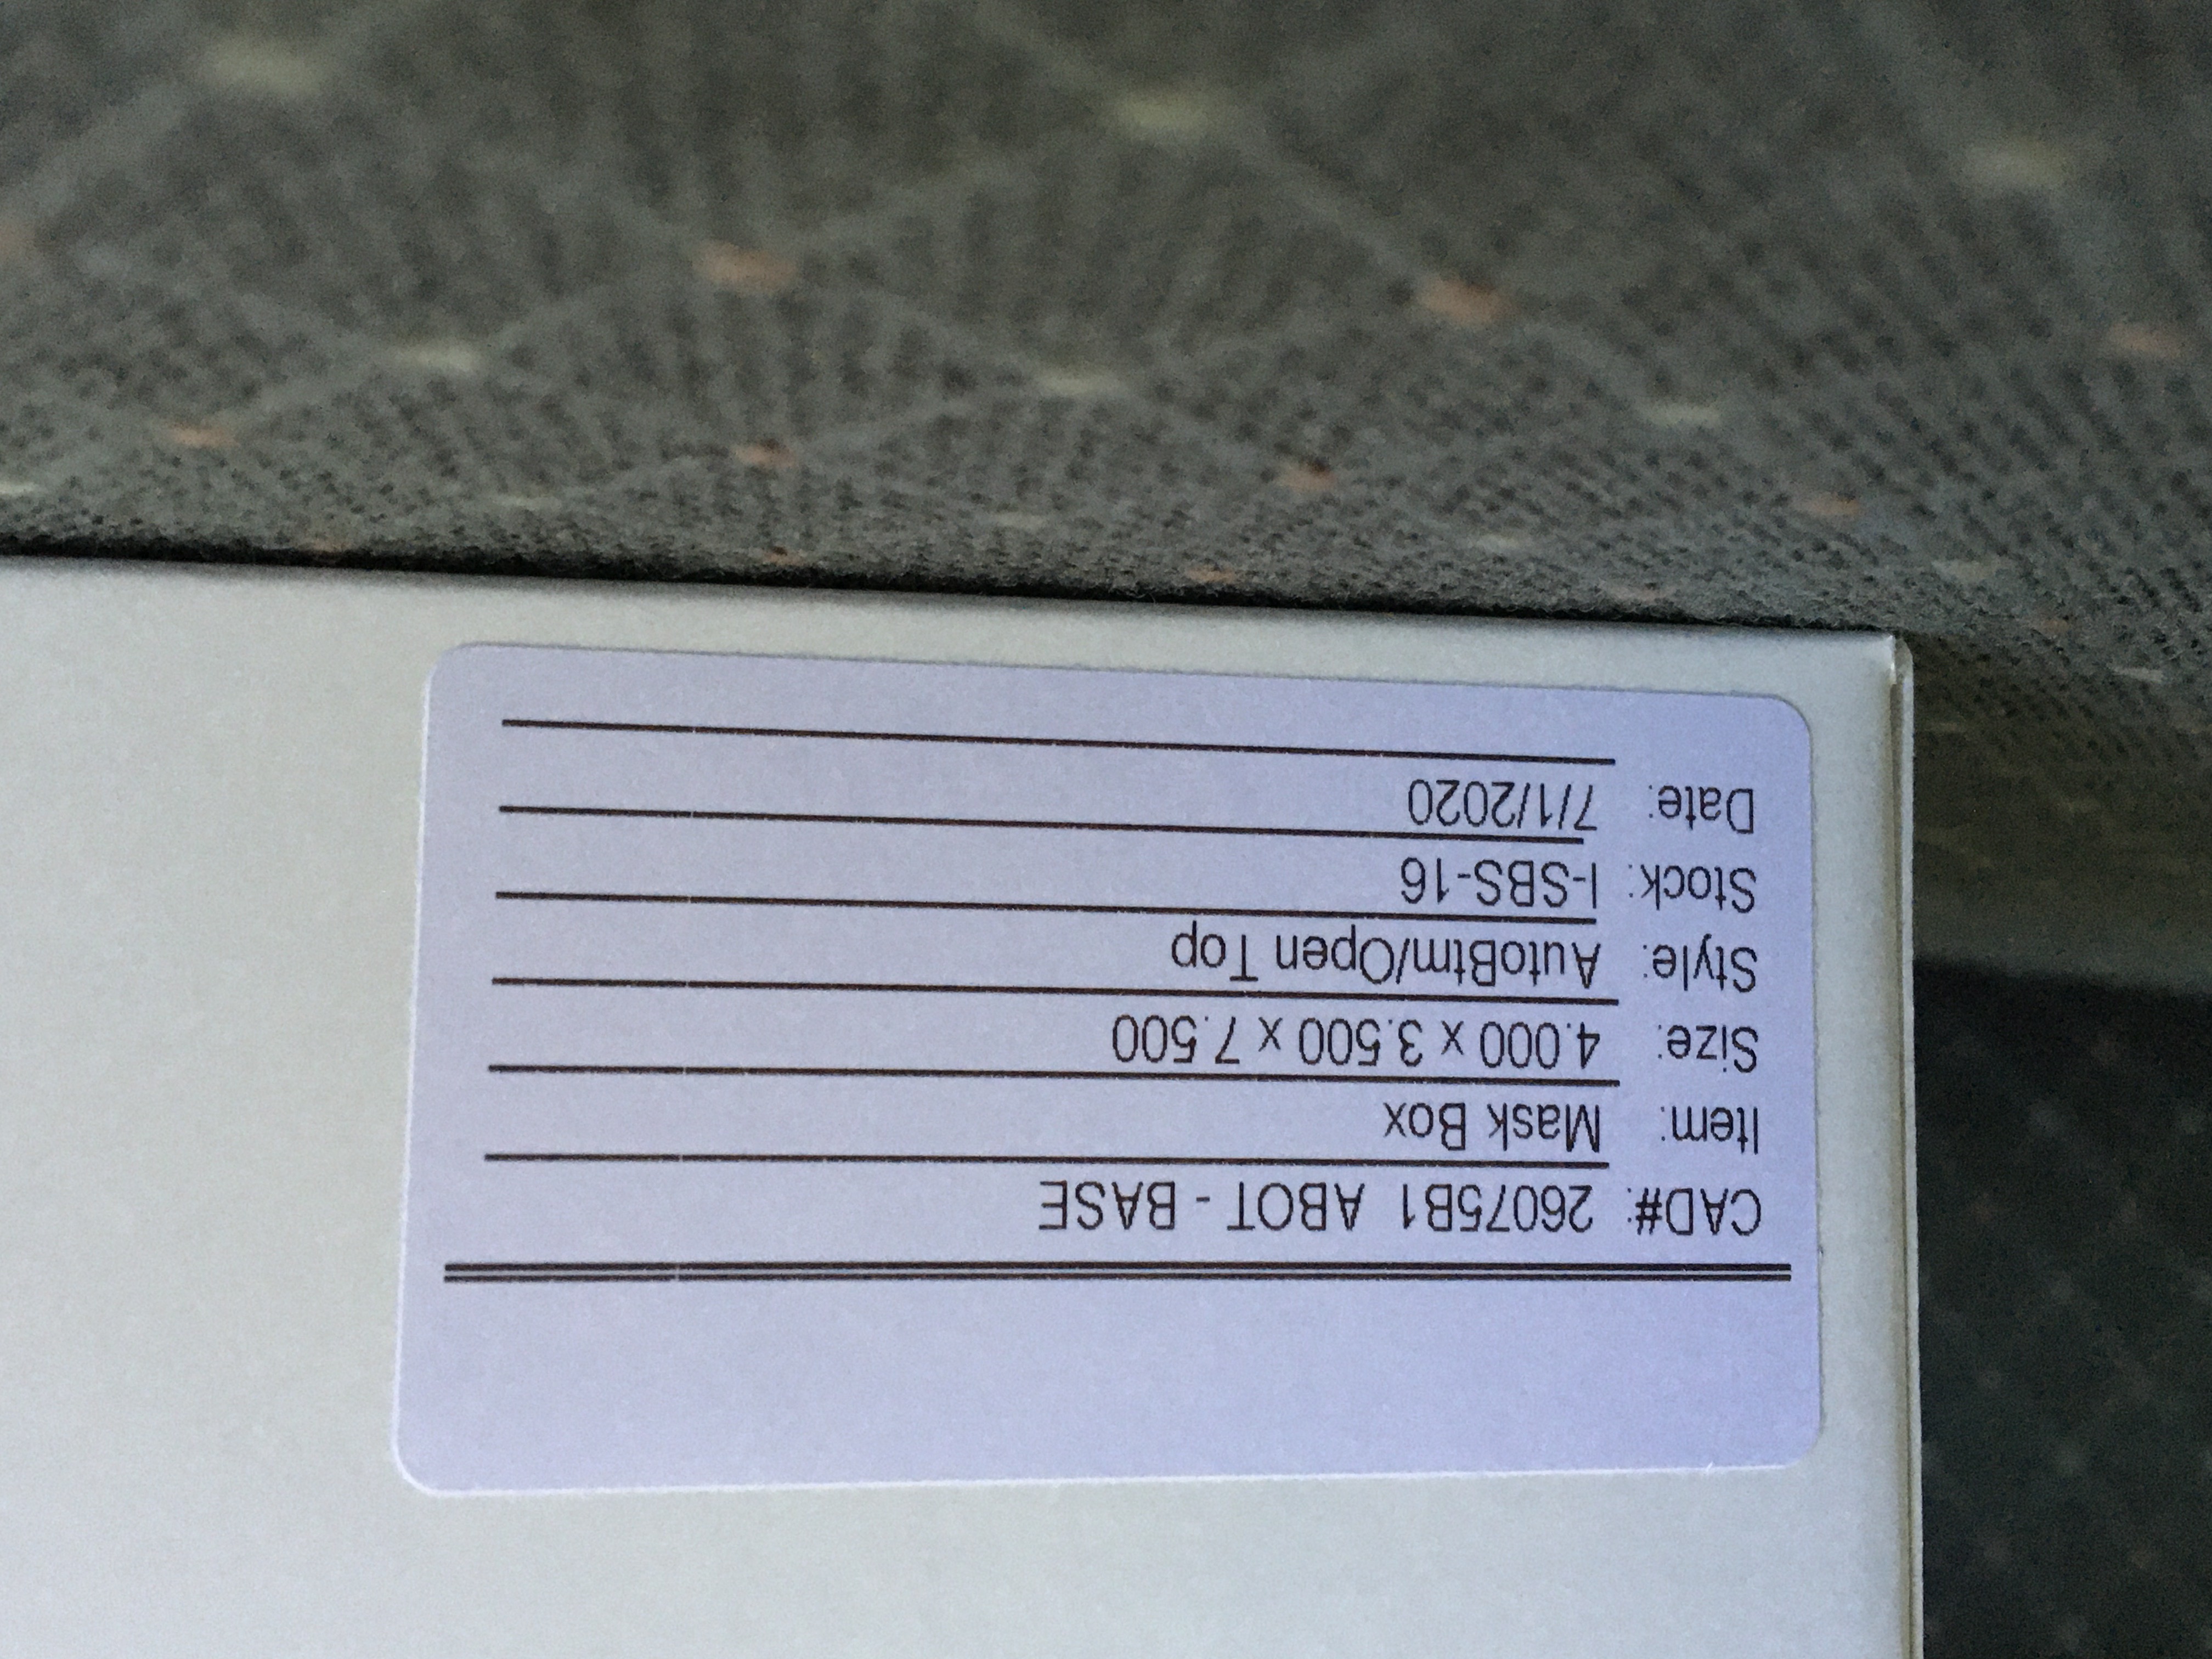 CAD#: 26075B1 ABOT - BASE
Item: Mask Box
Size: 4.000 x 3.500 x 7.500
Style: AutoBtm/Open Top
Stock: I-SBS-16
Date: 7/1/2020